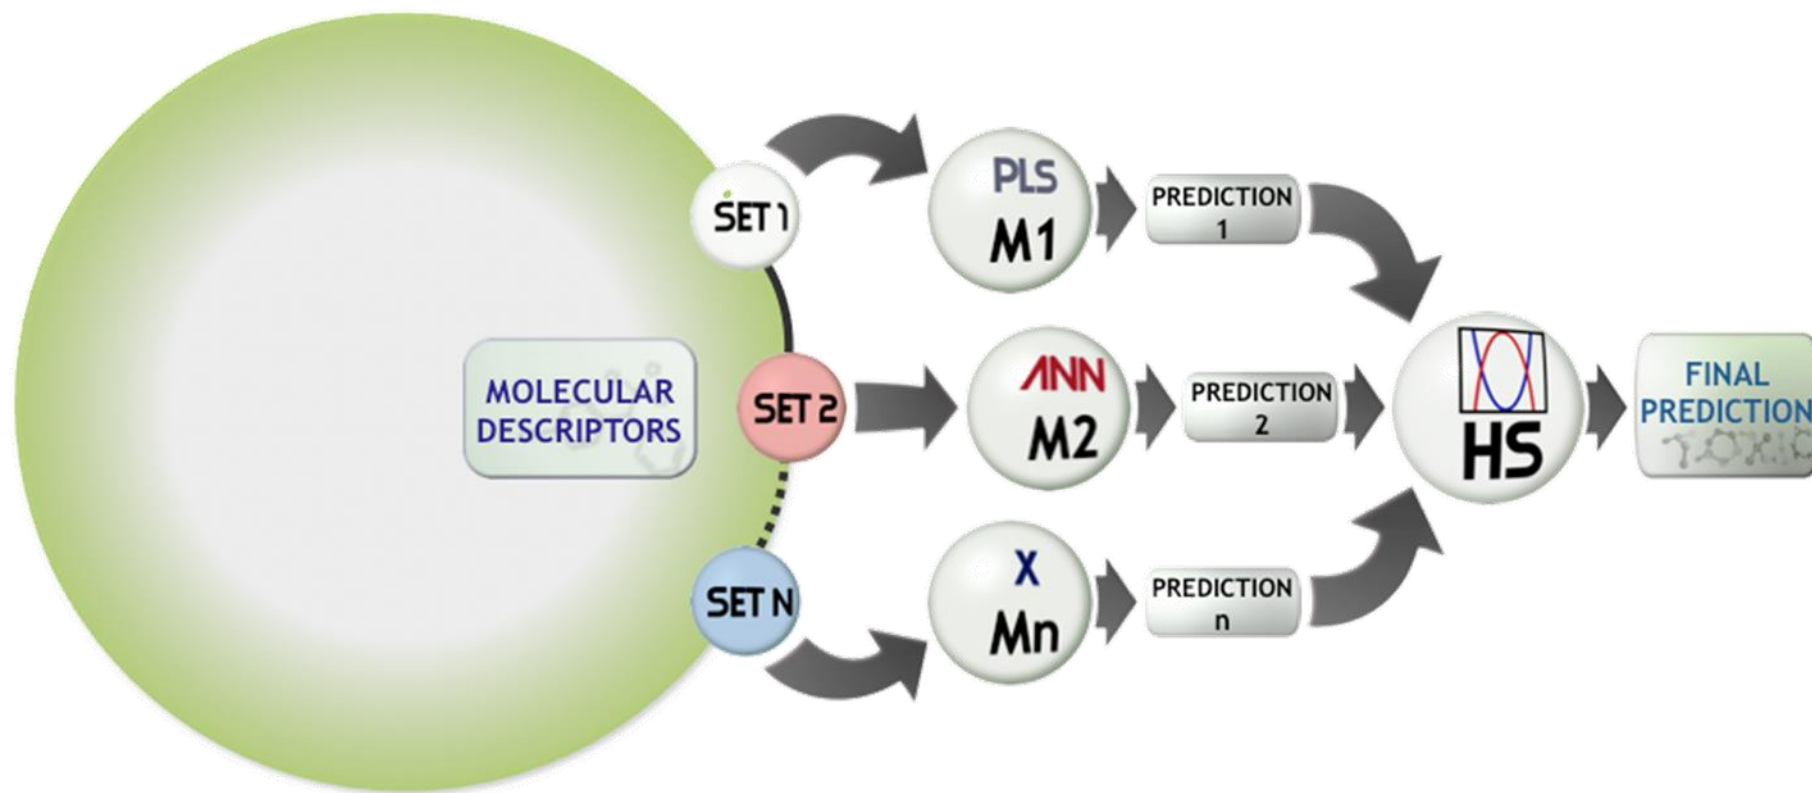 MOLECULAR
DESCRIPTORS
SET 1
SET 2
SET N
PLS
M1
PREDICTION
1
ANN
M2
PREDICTION
2
X
Mn
PREDICTION
n
HS
FINAL
PREDICTION